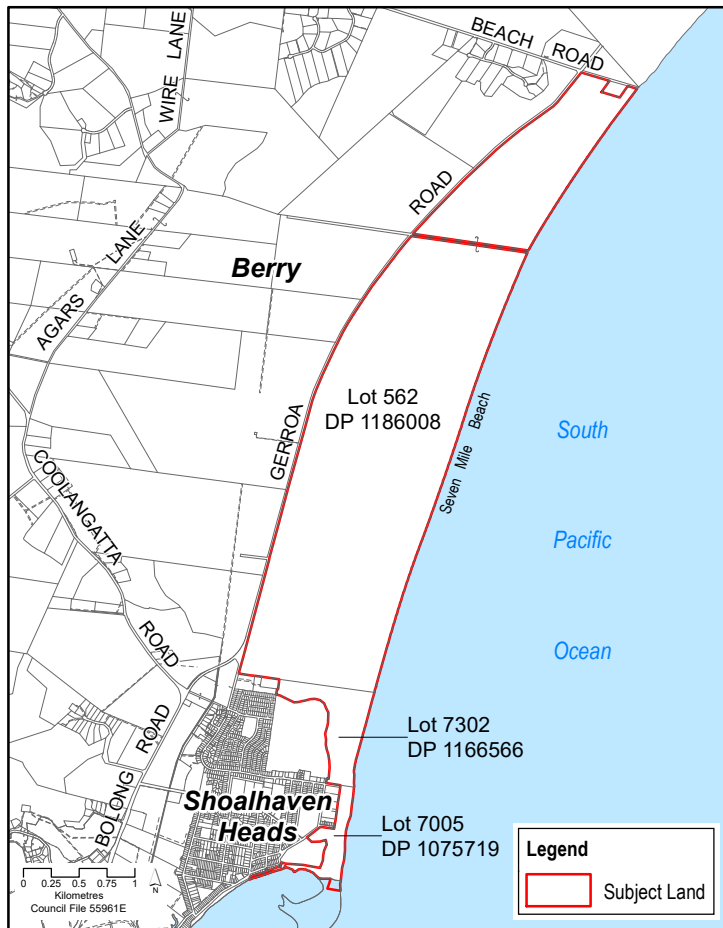 BEACH ROAD
WIRE LANE
ROAD
Berry
AGARS LANE
Lot 562
DP 1186008
GERROA
Seven Mile Beach
South
Pacific
Ocean
COOLANGATTA ROAD
BOLONG ROAD
Lot 7302
DP 1166566
Shoalhaven
Heads
Lot 7005
DP 1075719
Legend
Subject Land
0 0.25 0.5 0.75 1
Kilometres
Council File 55961E
N